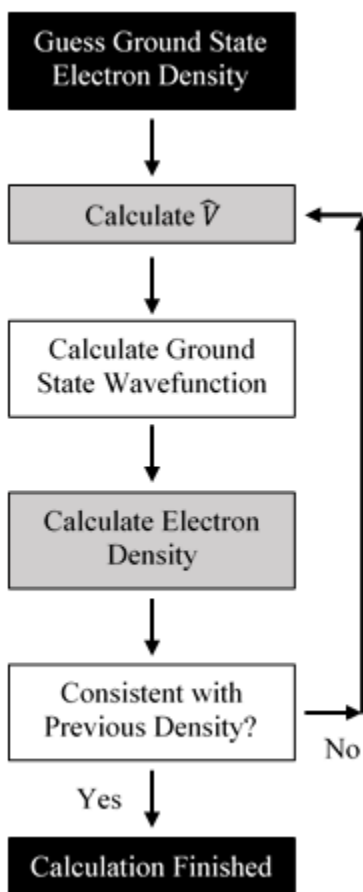 Guess Ground State
Electron Density
Calculate V̂
Calculate Ground
State Wavefunction
Calculate Electron
Density
Consistent with
Previous Density?
No
Yes
Calculation Finished